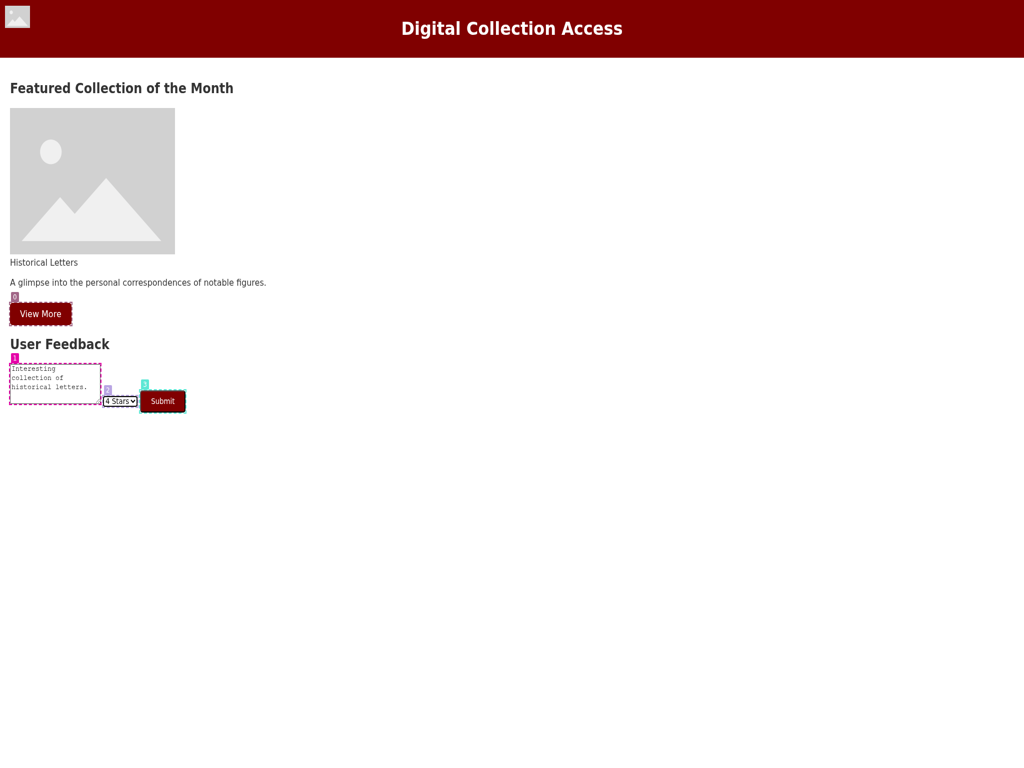 Digital Collection Access
Featured Collection of the Month
Historical Letters
A glimpse into the personal correspondences of notable figures.
0
View More
User Feedback
1
Interesting
collection of
historical letters.
2
4 Stars
3
Submit